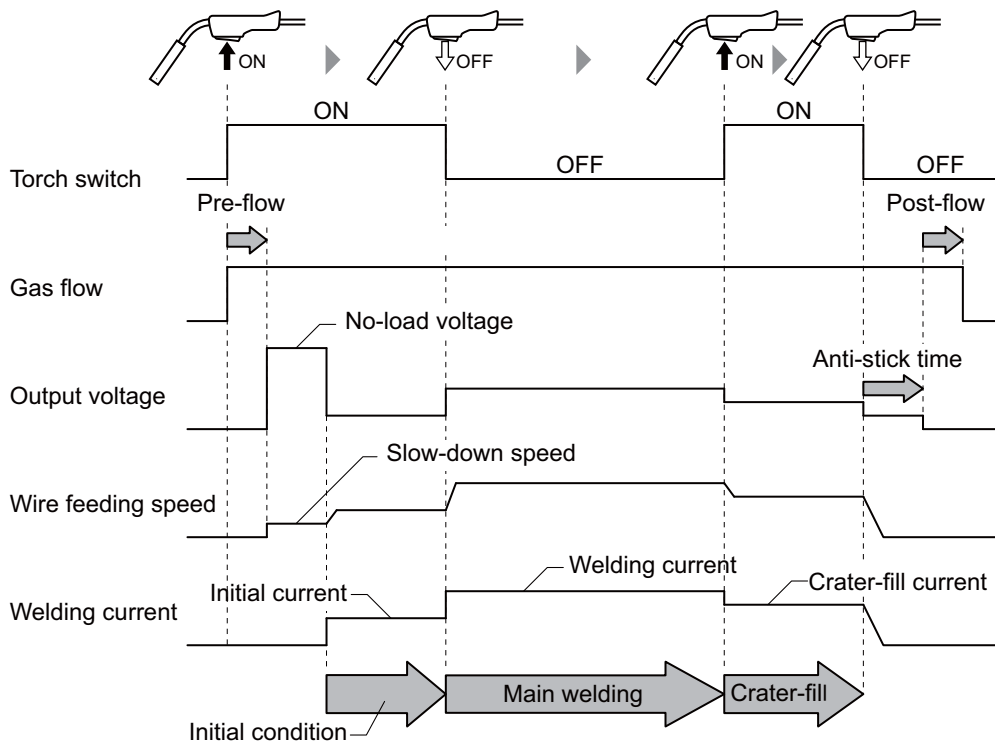 ON
OFF
ON
OFF
ON
ON
Torch switch
OFF
OFF
Pre-flow
Post-flow
Gas flow
No-load voltage
Anti-stick time
Output voltage
Slow-down speed
Wire feeding speed
Welding current
Initial current
Crater-fill current
Welding current
Main welding
Crater-fill
Initial condition